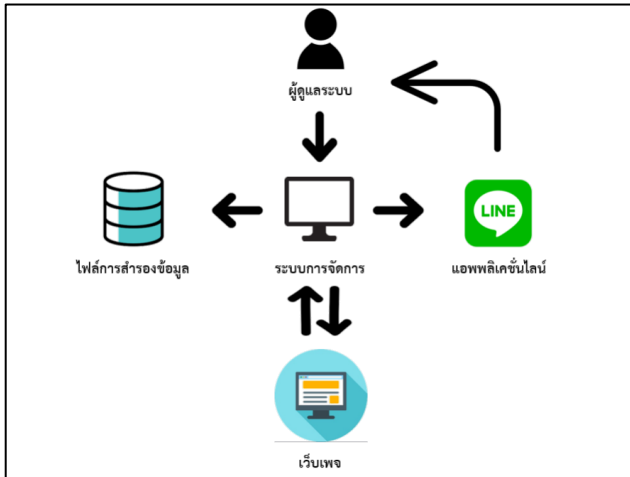 ผู้ดูแลระบบ
LINE
ไฟล์การสำรองข้อมูล
ระบบการจัดการ
แอพพลิเคชั่นไลน์
เว็บเพจ